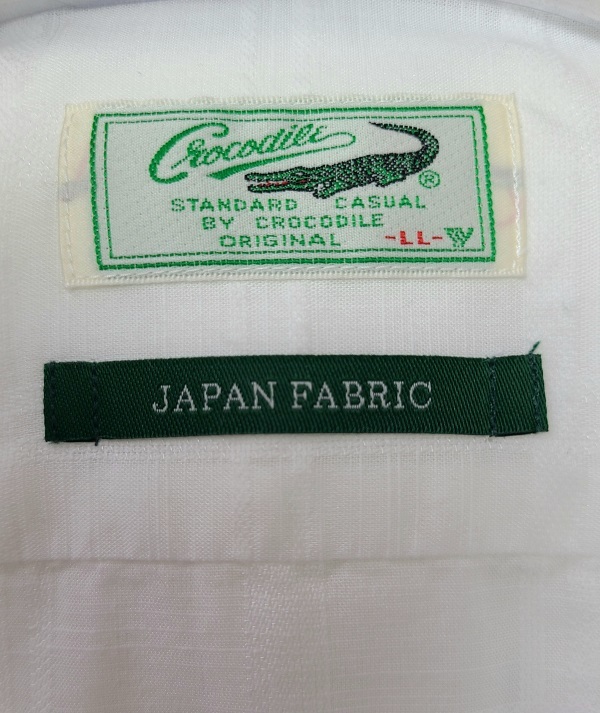 Crocodile
®
STANDARD CASUAL
BY CROCODILE
ORIGINAL -LL-
JAPAN FABRIC